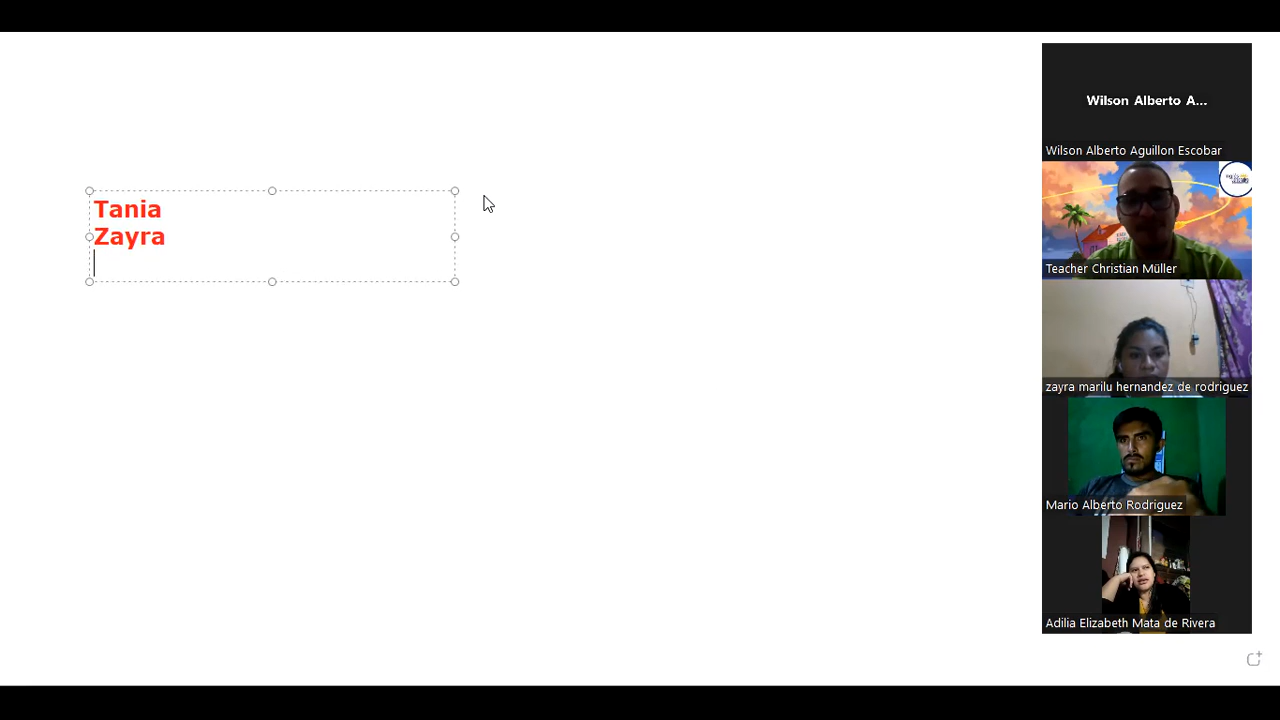 Tania
Zayra
Wilson Alberto A...
Wilson Alberto Aguillon Escobar
Teacher Christian Müller
zayra marilu hernandez de rodriguez
Mario Alberto Rodriguez
Adilia Elizabeth Mata de Rivera